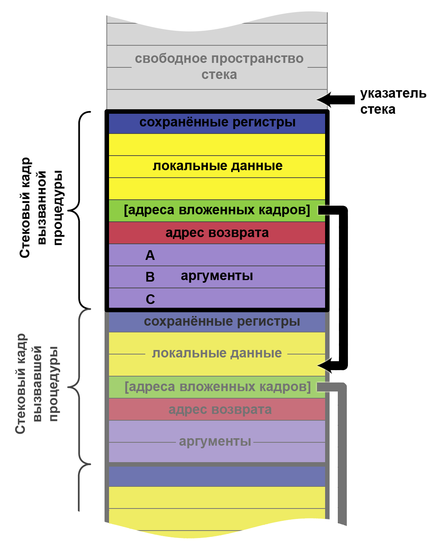 свободное пространство
стека
указатель
стека
сохранённые регистры
локальные данные
[адреса вложенных кадров]
адрес возврата
A
B
аргументы
C
Стековый кадр
вызванной
процедуры
сохранённые регистры
локальные данные
[адреса вложенных кадров]
адрес возврата
аргументы
Стековый кадр
вызвавшей
процедуры